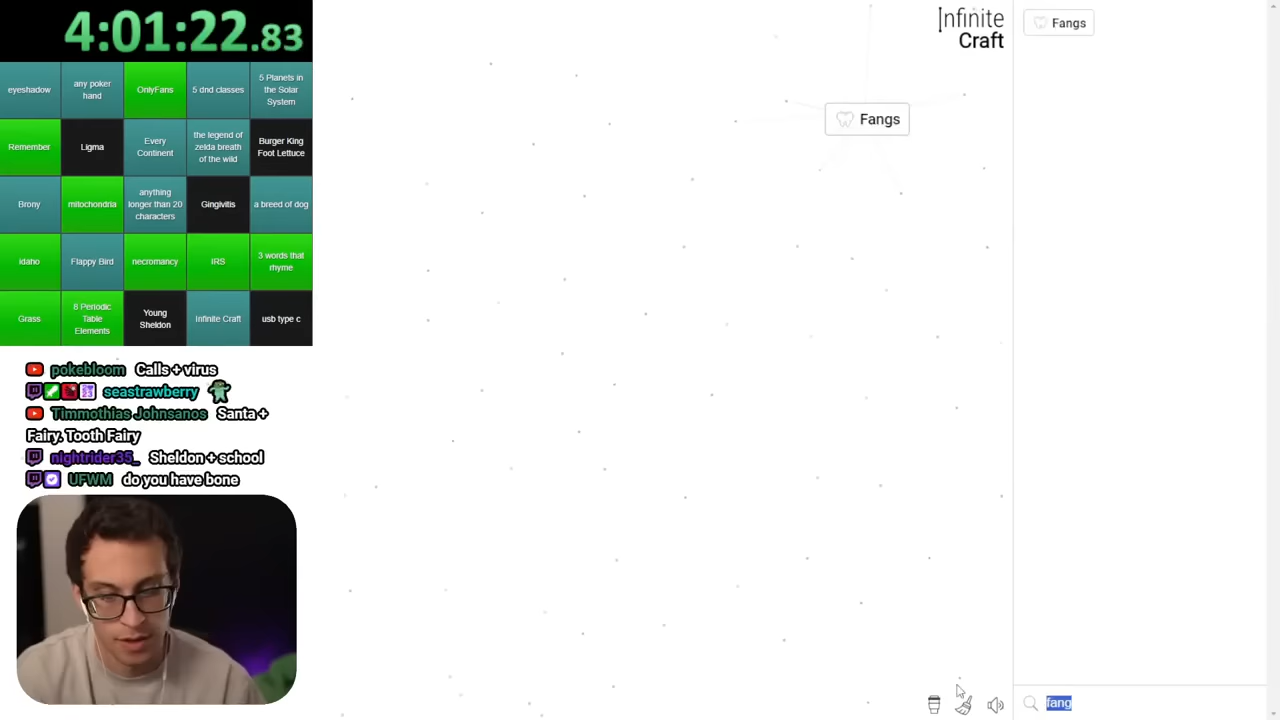 4:01:22.83
eyeshadow
any poker
hand
OnlyFans
5 dnd classes
5 Planets in
the Solar
System
Remember
Ligma
Every
Continent
the legend of
zelda breath
of the wild
Burger King
Foot Lettuce
Brony
mitochondria
anything
longer than 20
characters
Gingivitis
a breed of dog
idaho
Flappy Bird
necromancy
IRS
3 words that
rhyme
Grass
8 Periodic
Table
Elements
Young
Sheldon
Infinite Craft
usb type c
pokebloom Calls + virus
seastrawberry
Timmothias Johnsanos Santa +
Fairy. Tooth Fairy
nightrider35_ Sheldon + school
UFWM do you have bone
Infinite
Craft
Fangs
Fangs
fang